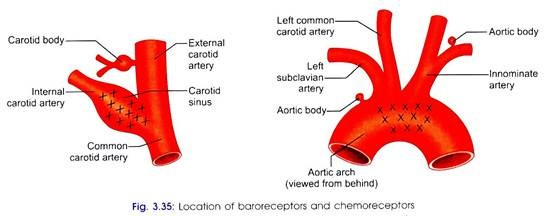 Carotid body
External
carotid
artery
Internal
carotid artery
Carotid
sinus
Common
carotid artery
Left common
carotid artery
Aortic body
Left
subclavian
artery
Innominate
artery
Aortic body
Aortic arch
(viewed from behind)
Fig. 3.35: Location of baroreceptors and chemoreceptors